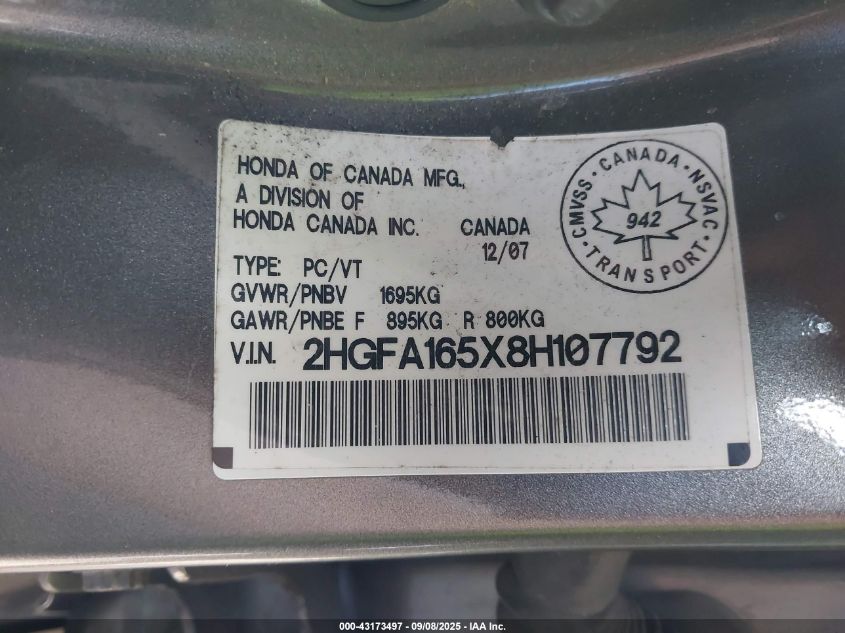 HONDA OF CANADA MFG.,
A DIVISION OF
HONDA CANADA INC. CANADA
12/07
TYPE: PC/VT
GVWR/PNBV 1695KG
GAWR/PNBE F 895KG R 800KG
V.I.N. 2HGFA165X8H107792
CMVSS · CANADA · NSVAC
942
· TRANSPORT ·
000-43173497 - 09/08/2025 - IAA Inc.